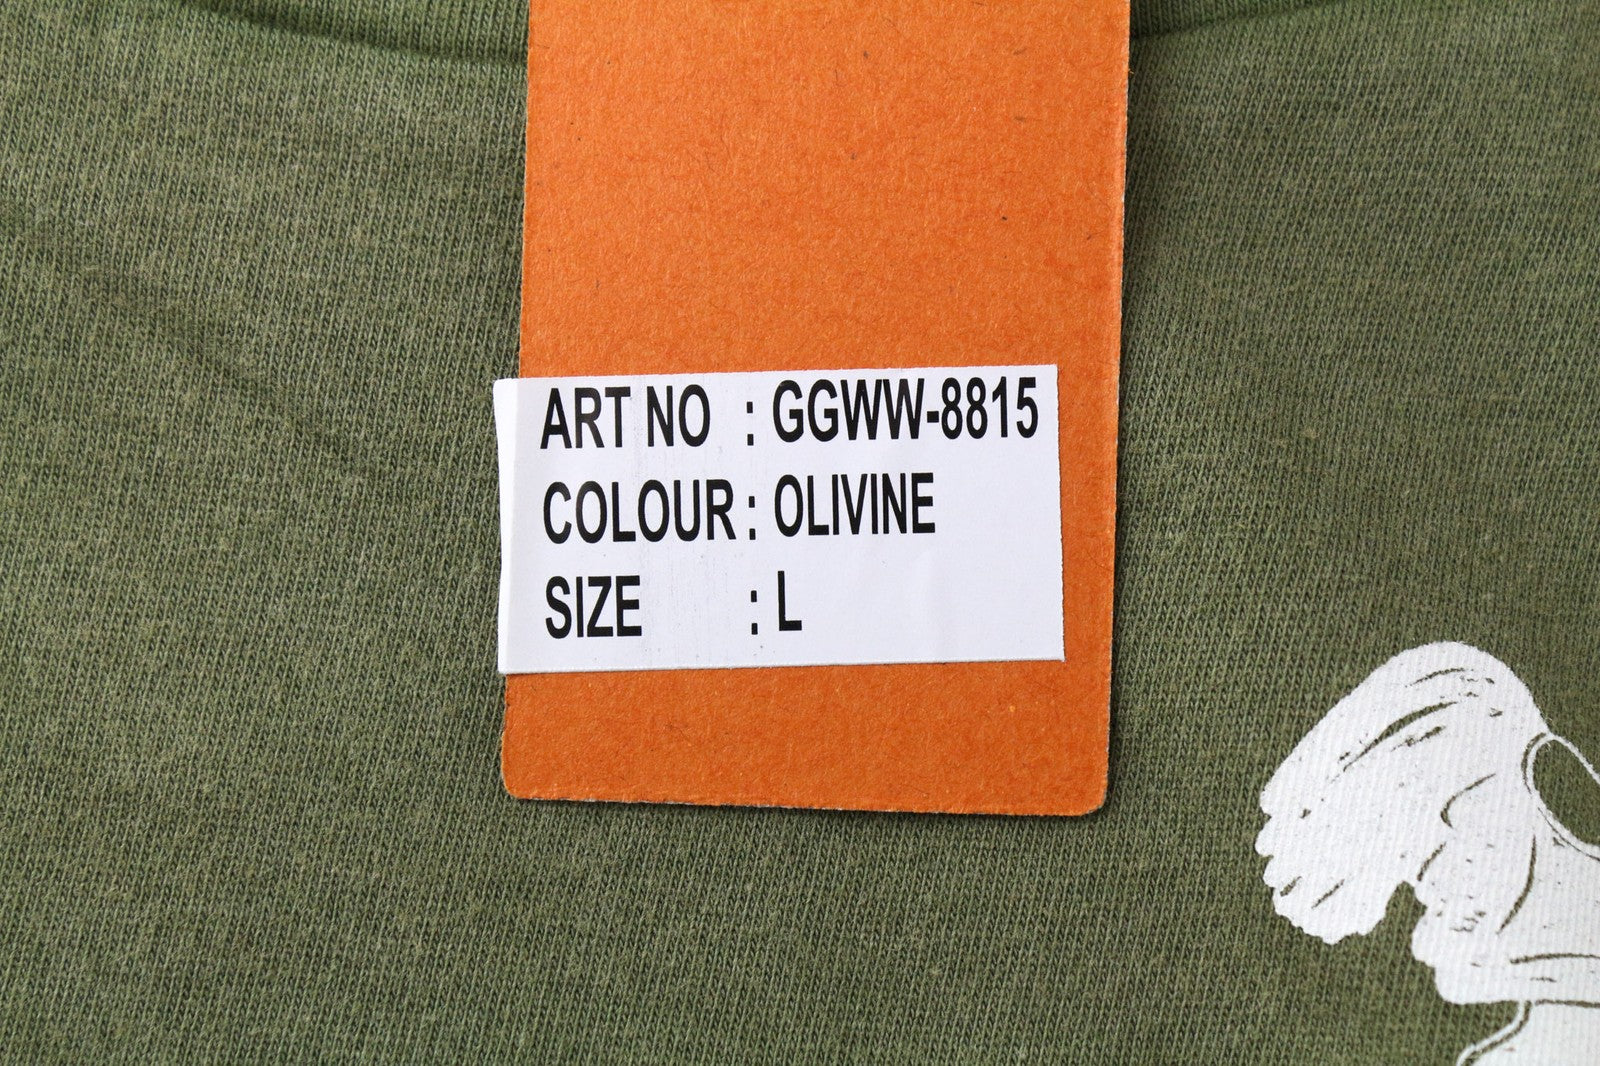 ART NO : GGWW-8815
COLOUR : OLIVINE
SIZE : L